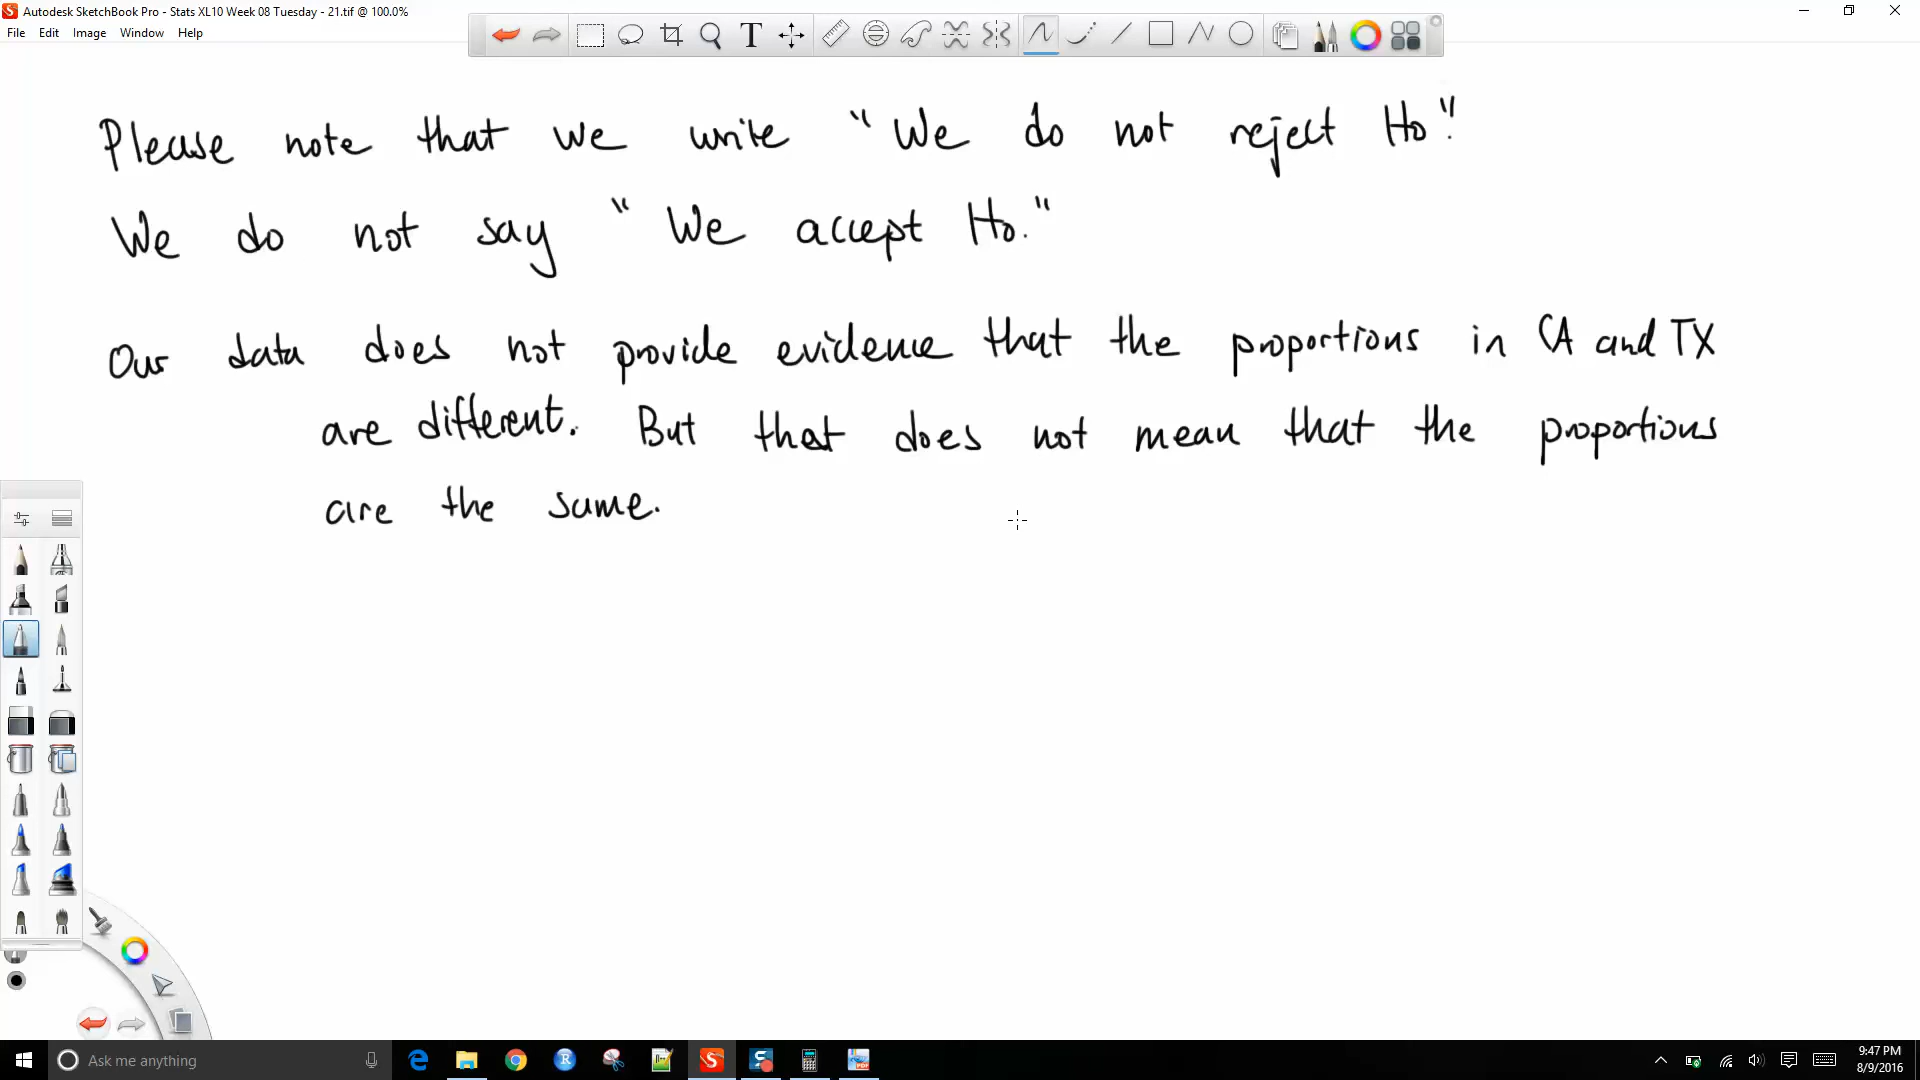 Autodesk SketchBook Pro - Stats XL10 Week 08 Tuesday - 21.tif @ 100.0%
File Edit Image Window Help
Please note that we write "We do not reject Ho."
We do not say "We accept Ho."
Our data does not provide evidence that the proportions in CA and TX
are different. But that does not mean that the proportions
are the same.
Ask me anything
9:47 PM
8/9/2016